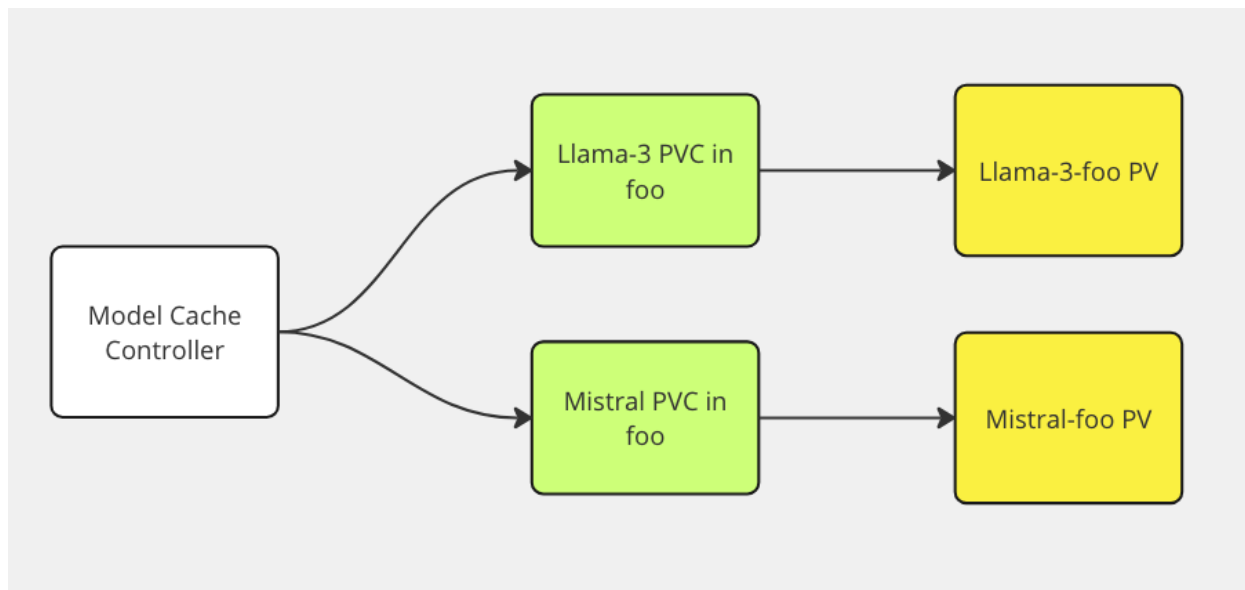 Llama-3 PVC in
foo
Llama-3-foo PV
Model Cache
Controller
Mistral PVC in
foo
Mistral-foo PV